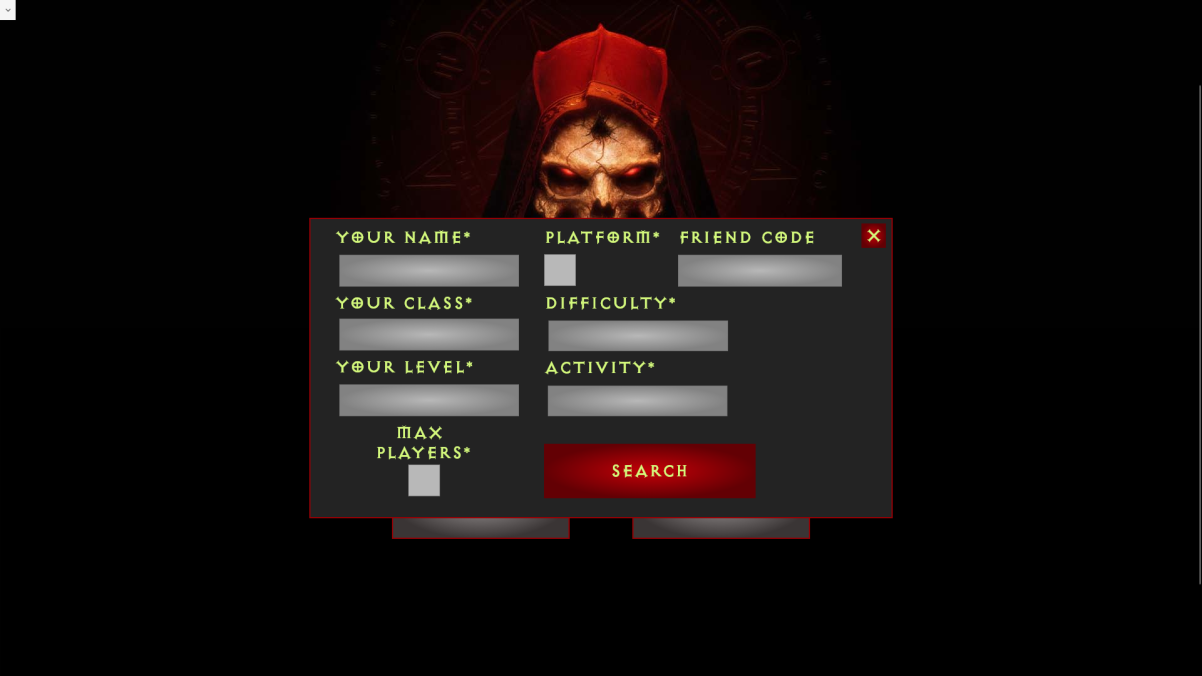 YOUR NAME*
PLATFORM*
FRIEND CODE
X
YOUR CLASS*
DIFFICULTY*
YOUR LEVEL*
ACTIVITY*
MAX
PLAYERS*
SEARCH